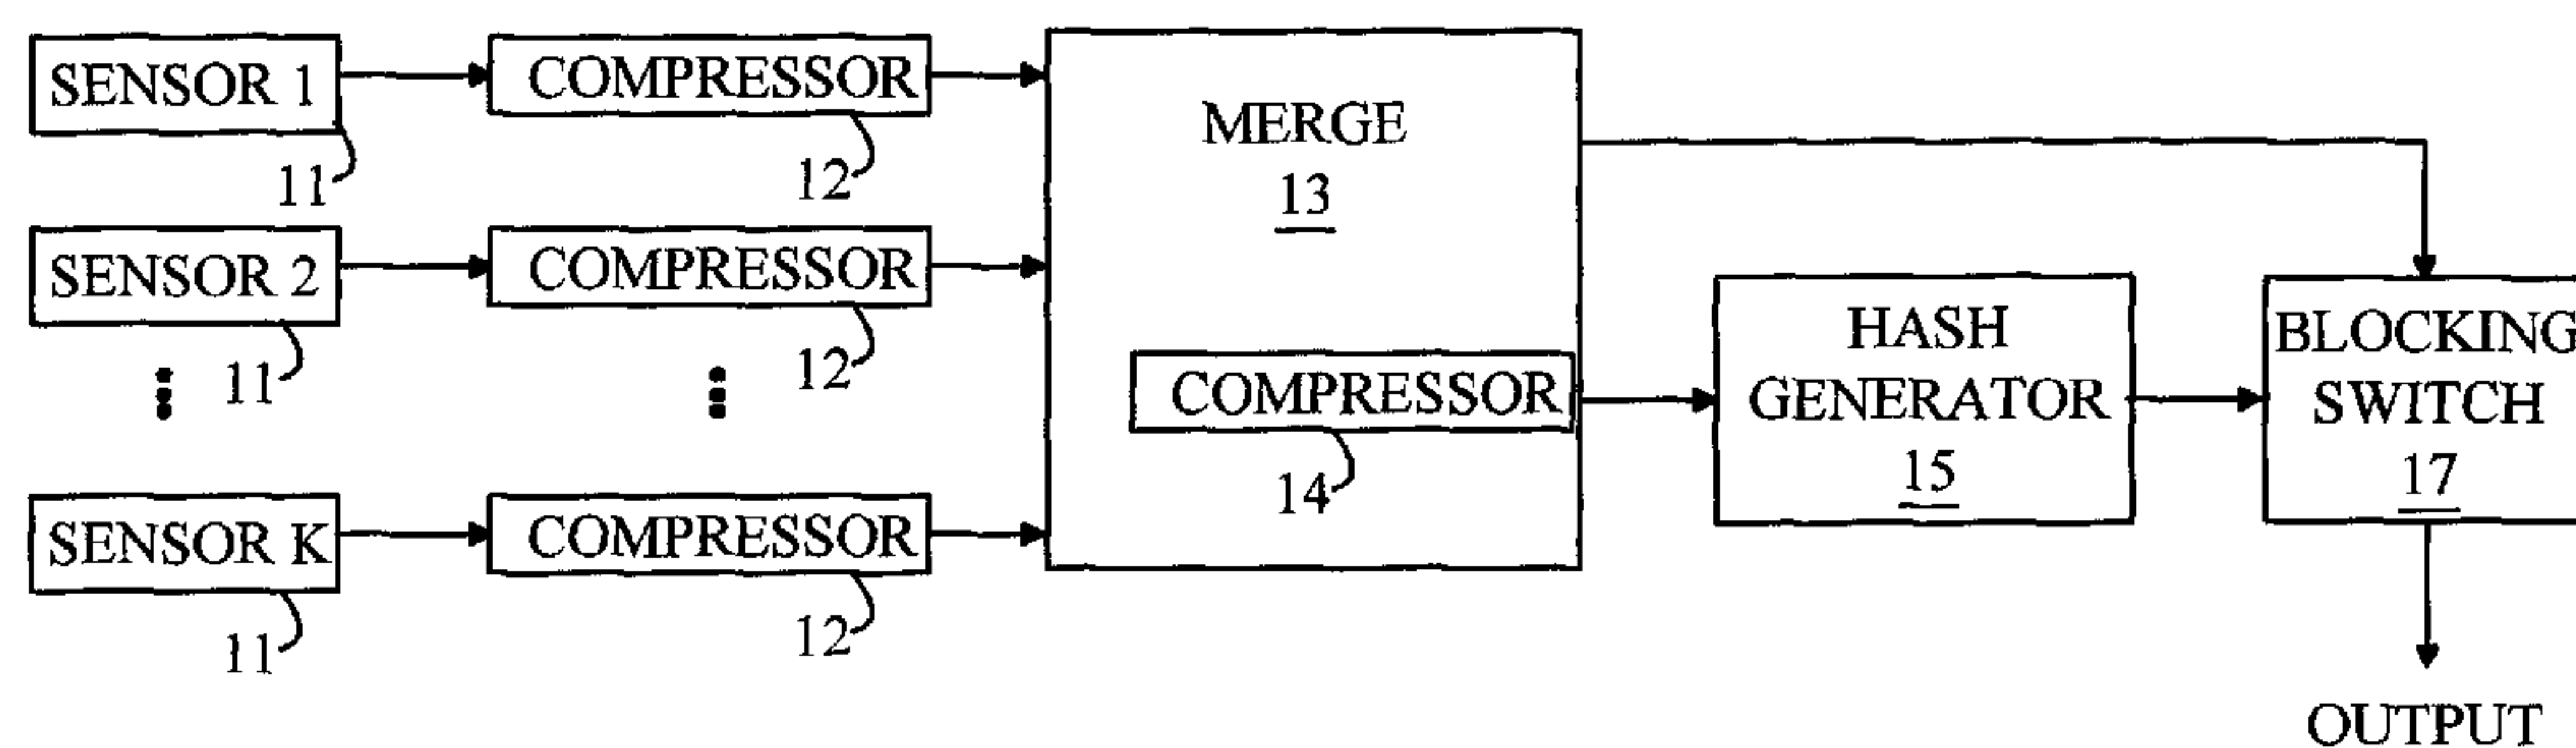 SENSOR 1
COMPRESSOR
11
12
SENSOR 2
COMPRESSOR
11
12
SENSOR K
COMPRESSOR
11
12
MERGE
13
COMPRESSOR
14
HASH
GENERATOR
15
BLOCKING
SWITCH
17
OUTPUT